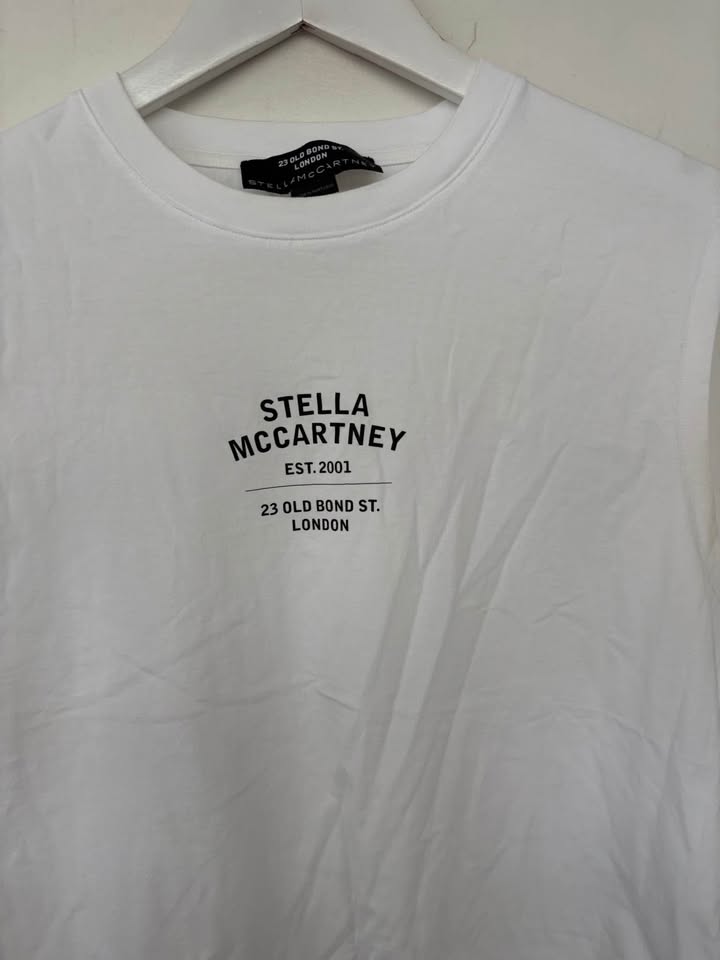 23 OLD BOND ST.
LONDON
STELLA McCARTNEY
STELLA
MCCARTNEY
EST. 2001
23 OLD BOND ST.
LONDON